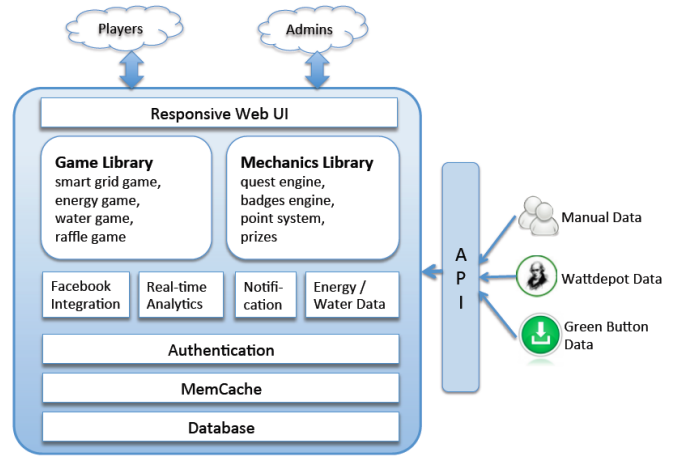 Players
Admins
Responsive Web UI
Game Library
smart grid game,
energy game,
water game,
raffle game
Mechanics Library
quest engine,
badges engine,
point system,
prizes
Facebook
Integration
Real-time
Analytics
Notifi-
cation
Energy /
Water Data
Authentication
MemCache
Database
A
P
I
Manual Data
Wattdepot Data
Green Button
Data